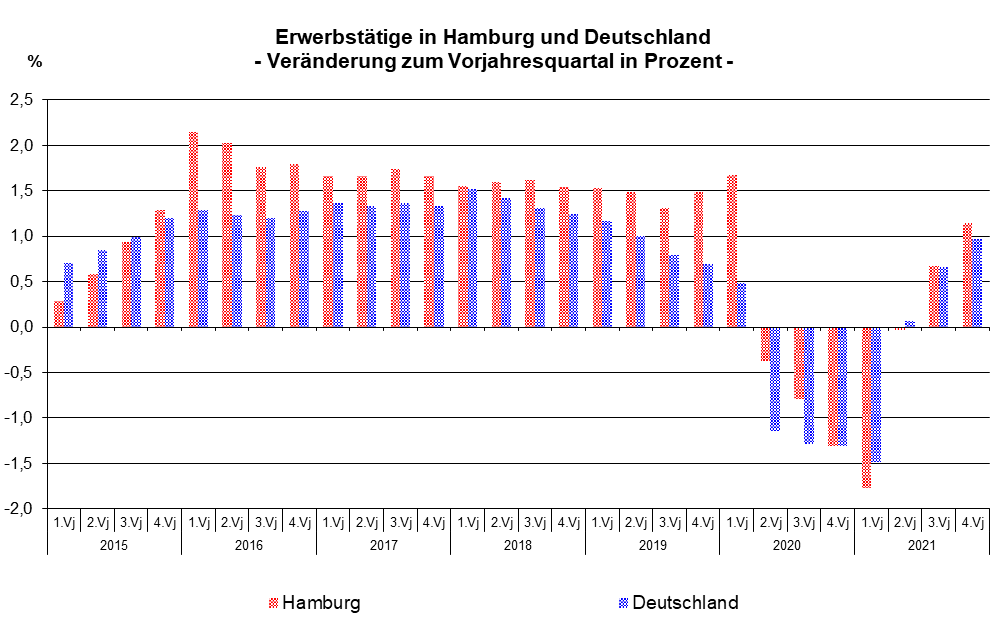 Erwerbstätige in Hamburg und Deutschland
- Veränderung zum Vorjahresquartal in Prozent -
%
2,5
2,0
1,5
1,0
0,5
0,0
-0,5
-1,0
-1,5
-2,0
1.Vj 2.Vj 3.Vj 4.Vj 1.Vj 2.Vj 3.Vj 4.Vj 1.Vj 2.Vj 3.Vj 4.Vj 1.Vj 2.Vj 3.Vj 4.Vj 1.Vj 2.Vj 3.Vj 4.Vj 1.Vj 2.Vj 3.Vj 4.Vj 1.Vj 2.Vj 3.Vj 4.Vj
2015 2016 2017 2018 2019 2020 2021
Hamburg Deutschland